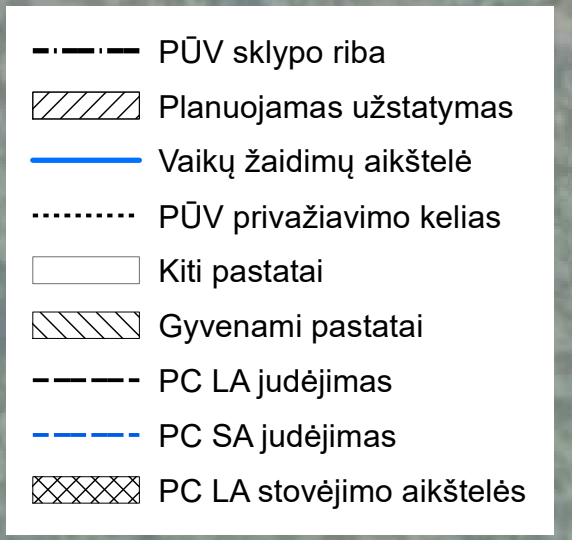 PŪV sklypo riba
Planuojamas užstatymas
Vaikų žaidimų aikštelė
PŪV privažiavimo kelias
Kiti pastatai
Gyvenami pastatai
PC LA judėjimas
PC SA judėjimas
PC LA stovėjimo aikštelės